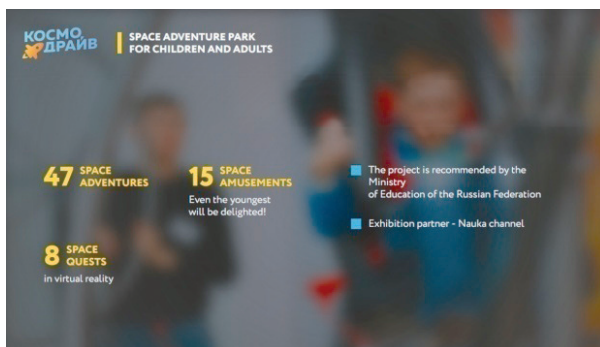 КОСМО
ДРАЙВ
SPACE ADVENTURE PARK
FOR CHILDREN AND ADULTS
47 SPACE
ADVENTURES
15 SPACE
AMUSEMENTS
Even the youngest
will be delighted!
8 SPACE
QUESTS
in virtual reality
The project is recommended by the
Ministry
of Education of the Russian Federation
Exhibition partner - Nauka channel